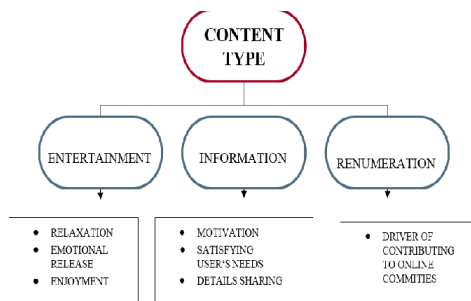 CONTENT
TYPE
ENTERTAINMENT
INFORMATION
RENUMERATION
RELAXATION
EMOTIONAL
RELEASE
ENJOYMENT
MOTIVATION
SATISFYING
USER'S NEEDS
DETAILS SHARING
DRIVER OF
CONTRIBUTING
TO ONLINE
COMMITIES